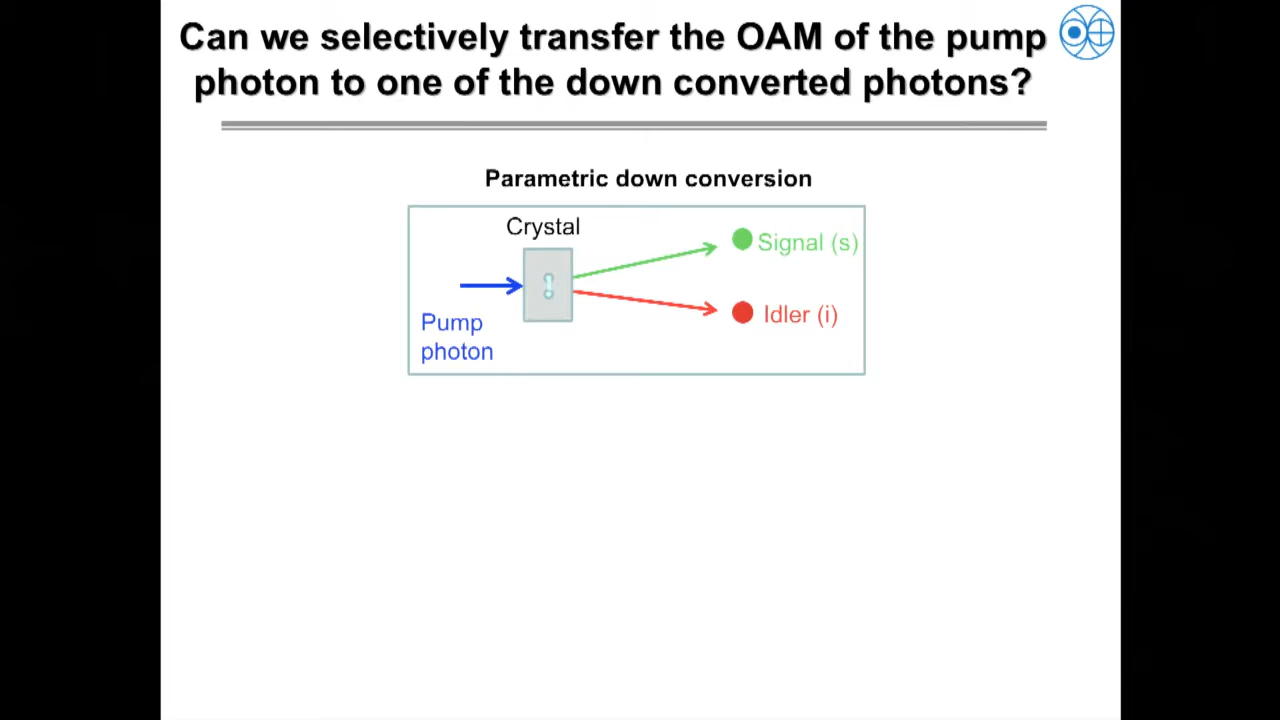 Can we selectively transfer the OAM of the pump
photon to one of the down converted photons?
Parametric down conversion
Crystal
Signal (s)
Idler (i)
Pump
photon